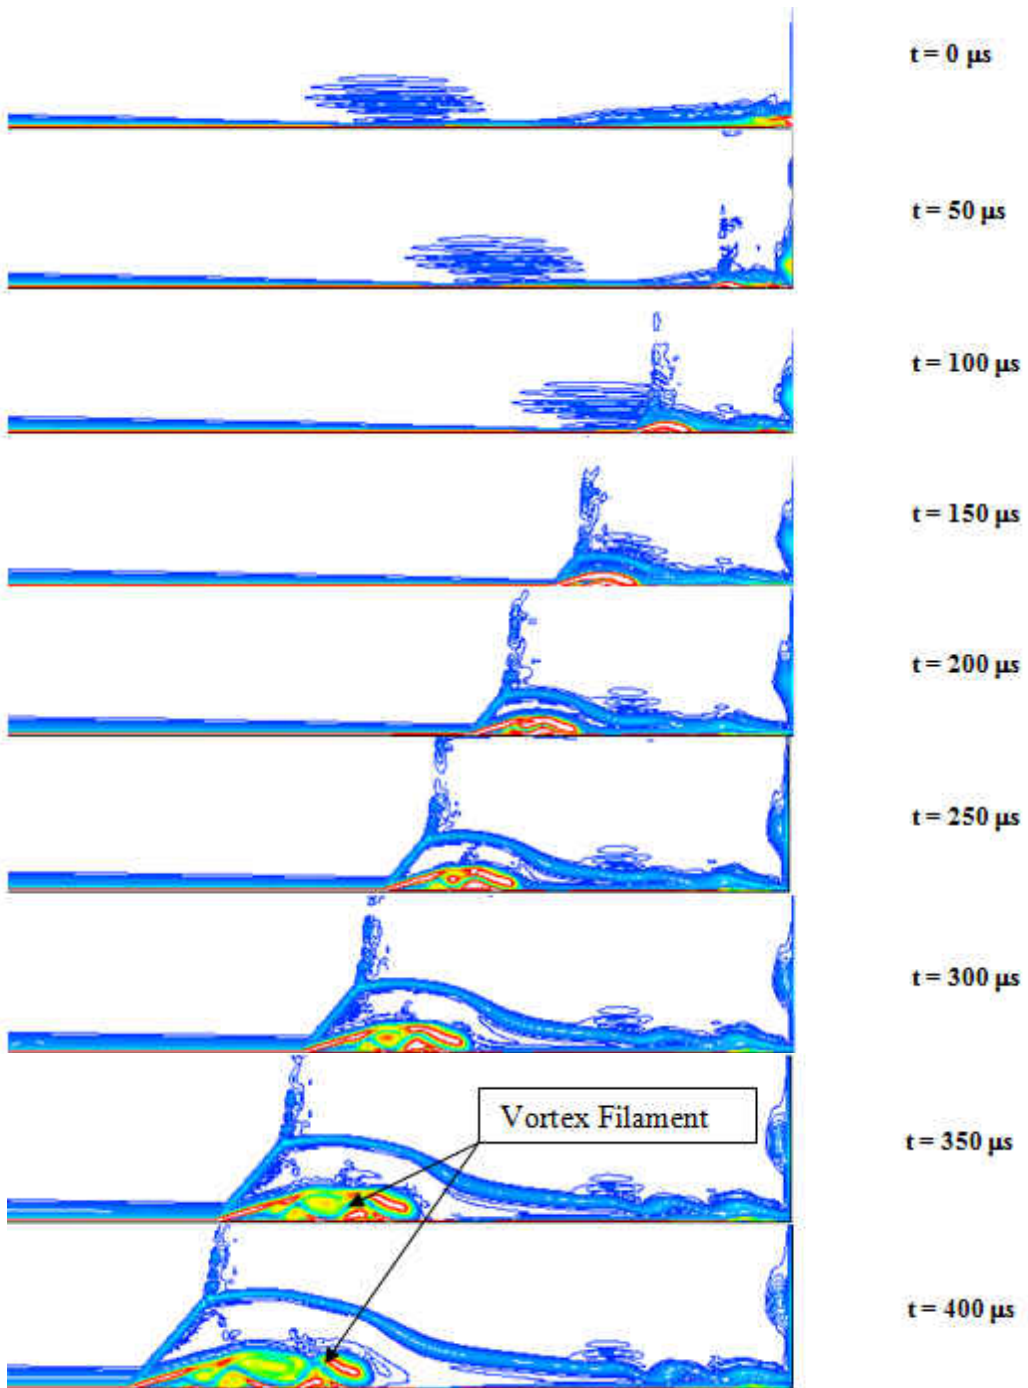 t = 0 µs
t = 50 µs
t = 100 µs
t = 150 µs
t = 200 µs
t = 250 µs
t = 300 µs
Vortex Filament
t = 350 µs
t = 400 µs